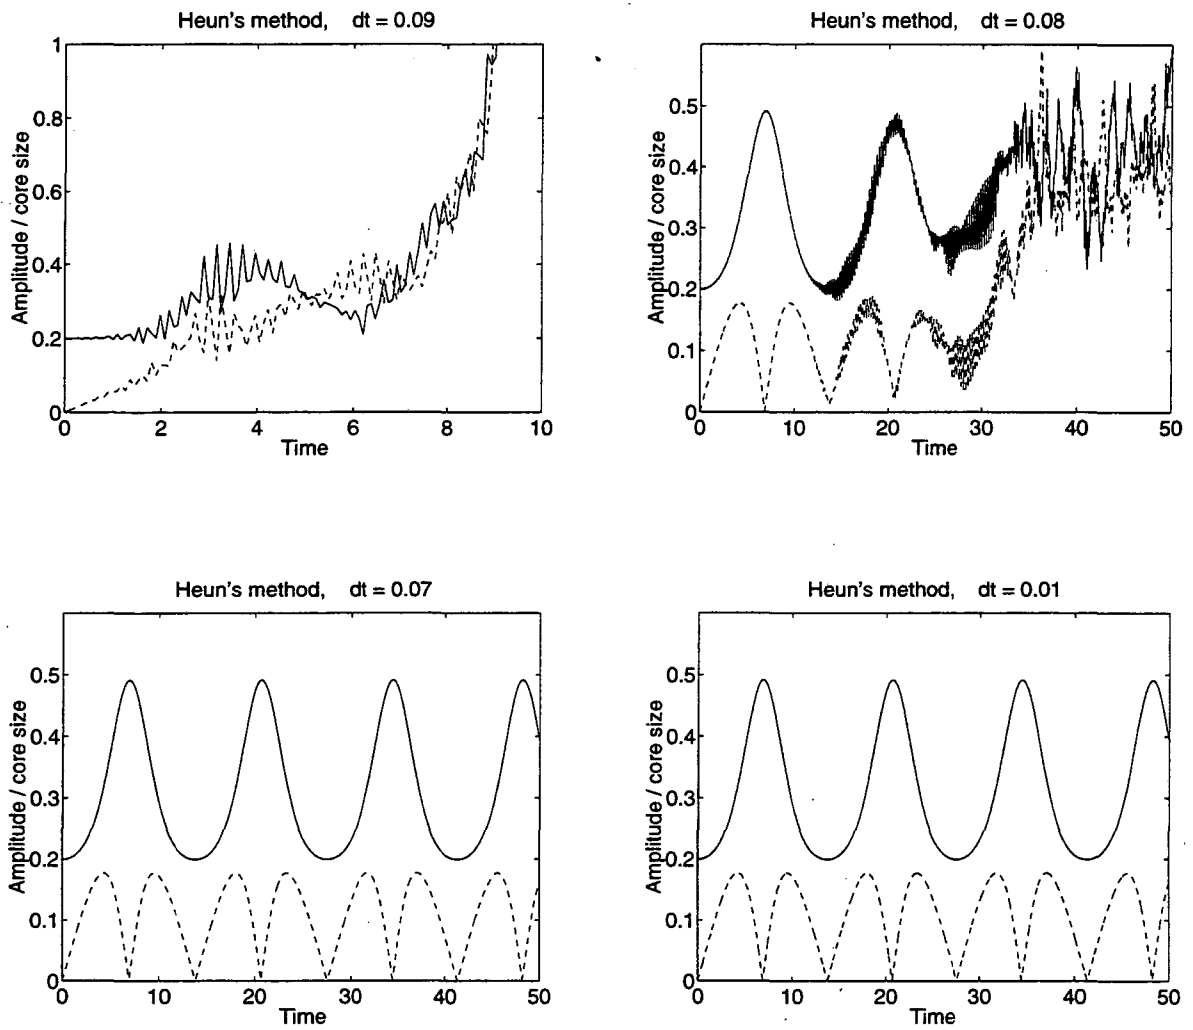 Heun's method, dt = 0.09
Amplitude / core size
1
0.8
0.6
0.4
0.2
0
0 2 4 6 8 10
Time
Heun's method, dt = 0.08
Amplitude / core size
0.5
0.4
0.3
0.2
0.1
0
0 10 20 30 40 50
Time
Heun's method, dt = 0.07
Amplitude / core size
0.5
0.4
0.3
0.2
0.1
0
0 10 20 30 40 50
Time
Heun's method, dt = 0.01
Amplitude / core size
0.5
0.4
0.3
0.2
0.1
0
0 10 20 30 40 50
Time